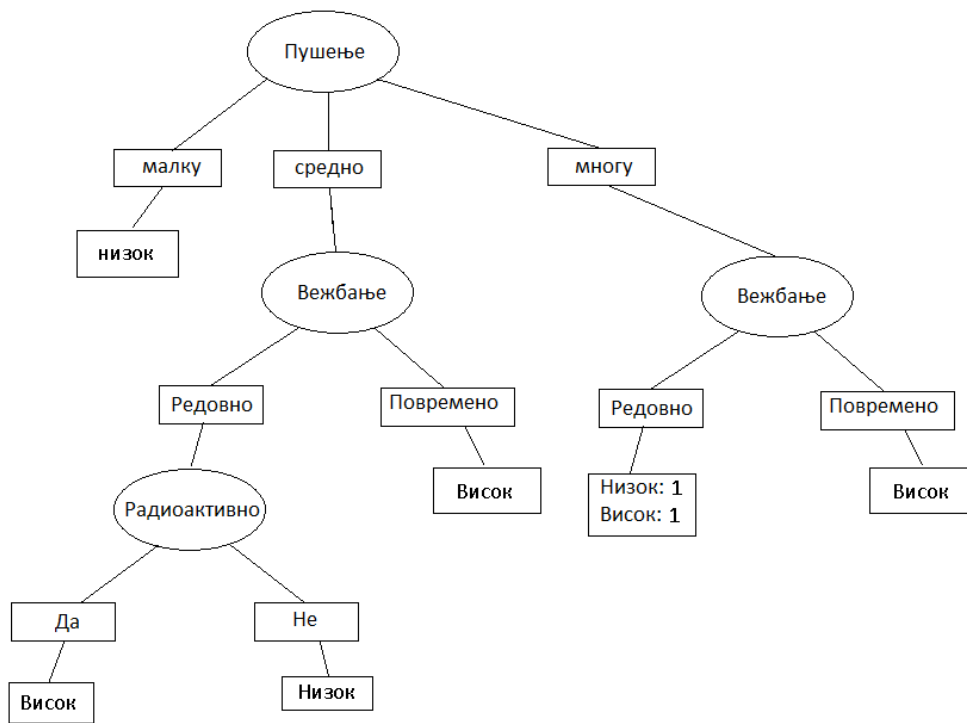 Пушење
малку
средно
многу
низок
Вежбање
Вежбање
Редовно
Повремено
Редовно
Повремено
Висок
Низок: 1
Висок: 1
Висок
Радиоактивно
Да
Не
Висок
Низок